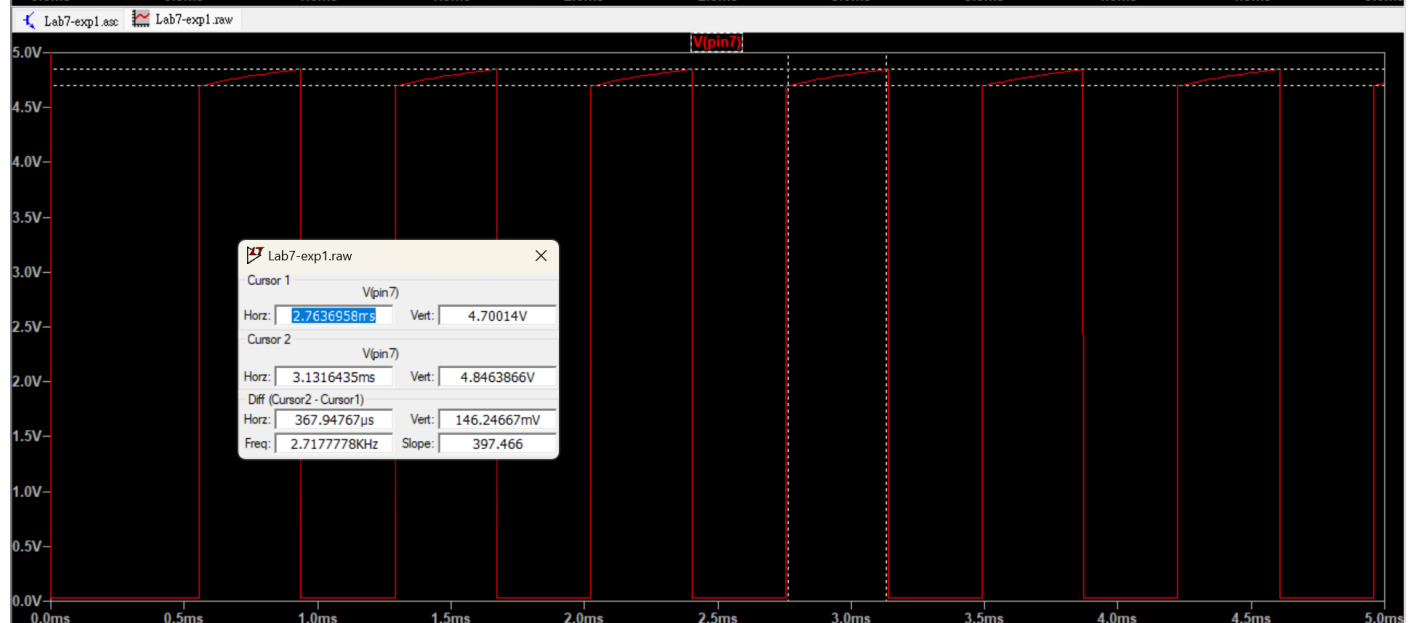 Lab7-exp1.asc Lab7-exp1.raw
V(pin7)
5.0V
4.5V
4.0V
3.5V
3.0V
2.5V
2.0V
1.5V
1.0V
0.5V
0.0V
Lab7-exp1.raw
Cursor 1
V(pin7)
Horz: 2.7636958ms Vert: 4.70014V
Cursor 2
V(pin7)
Horz: 3.1316435ms Vert: 4.8463866V
Diff (Cursor2 - Cursor1)
Horz: 367.94767µs Vert: 146.24667mV
Freq: 2.7177778KHz Slope: 397.466
0.0ms 0.5ms 1.0ms 1.5ms 2.0ms 2.5ms 3.0ms 3.5ms 4.0ms 4.5ms 5.0ms